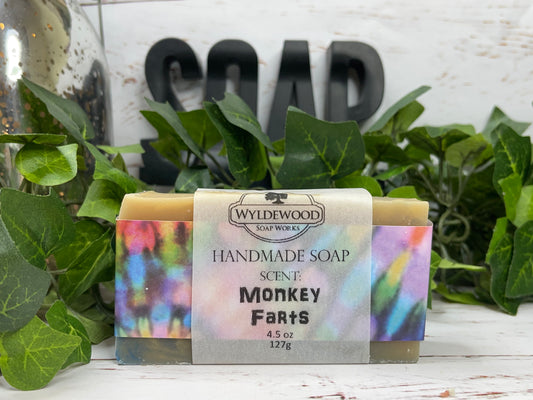 SOAP
WYLDEWOOD
SOAP WORKS
HANDMADE SOAP
SCENT:
Monkey
Farts
4.5 oz
127g